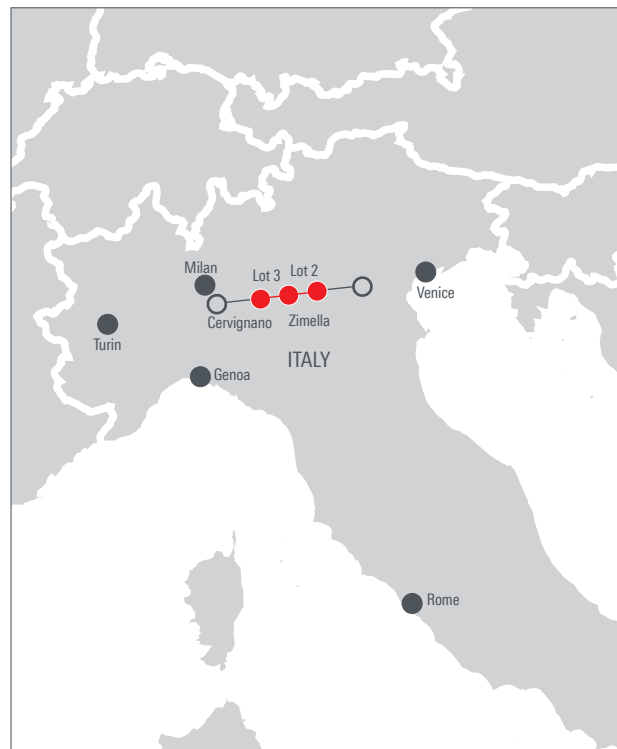 Lot 3
Lot 2
Milan
Venice
Cervignano
Zimella
Turin
ITALY
Genoa
Rome